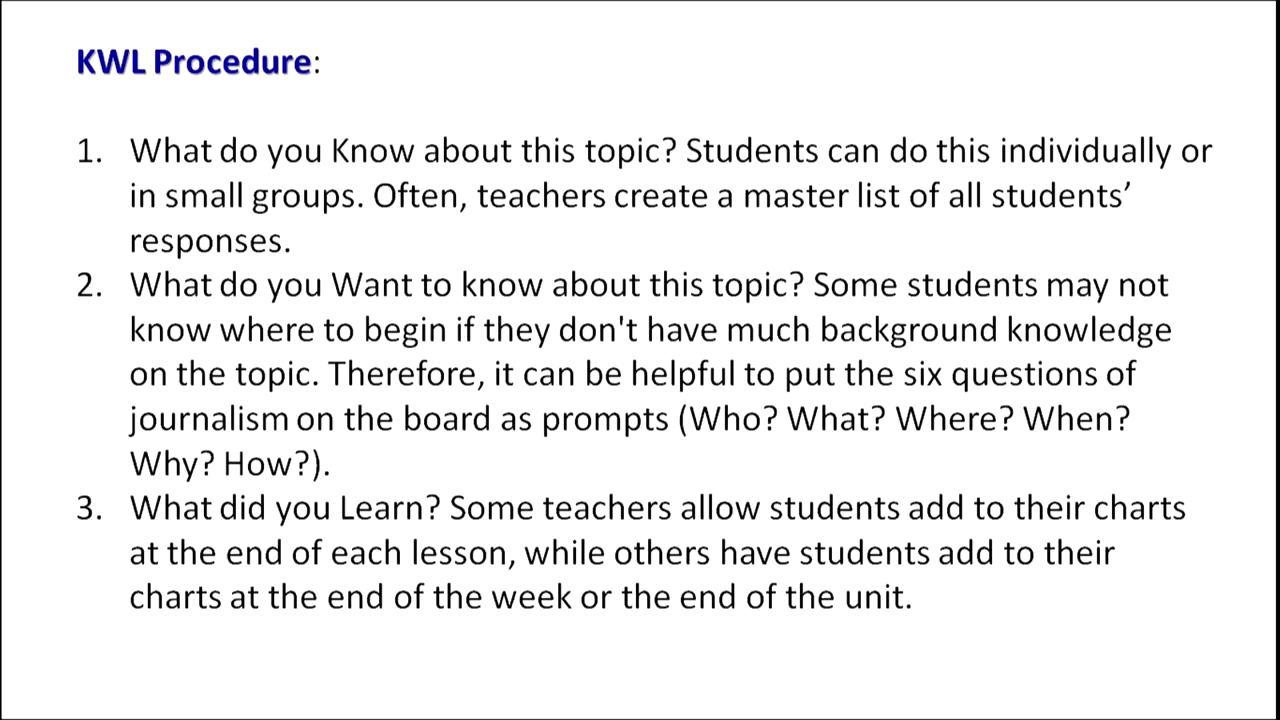 KWL Procedure:
1. What do you Know about this topic? Students can do this individually or
in small groups. Often, teachers create a master list of all students’
responses.
2. What do you Want to know about this topic? Some students may not
know where to begin if they don't have much background knowledge
on the topic. Therefore, it can be helpful to put the six questions of
journalism on the board as prompts (Who? What? Where? When?
Why? How?).
3. What did you Learn? Some teachers allow students add to their charts
at the end of each lesson, while others have students add to their
charts at the end of the week or the end of the unit.